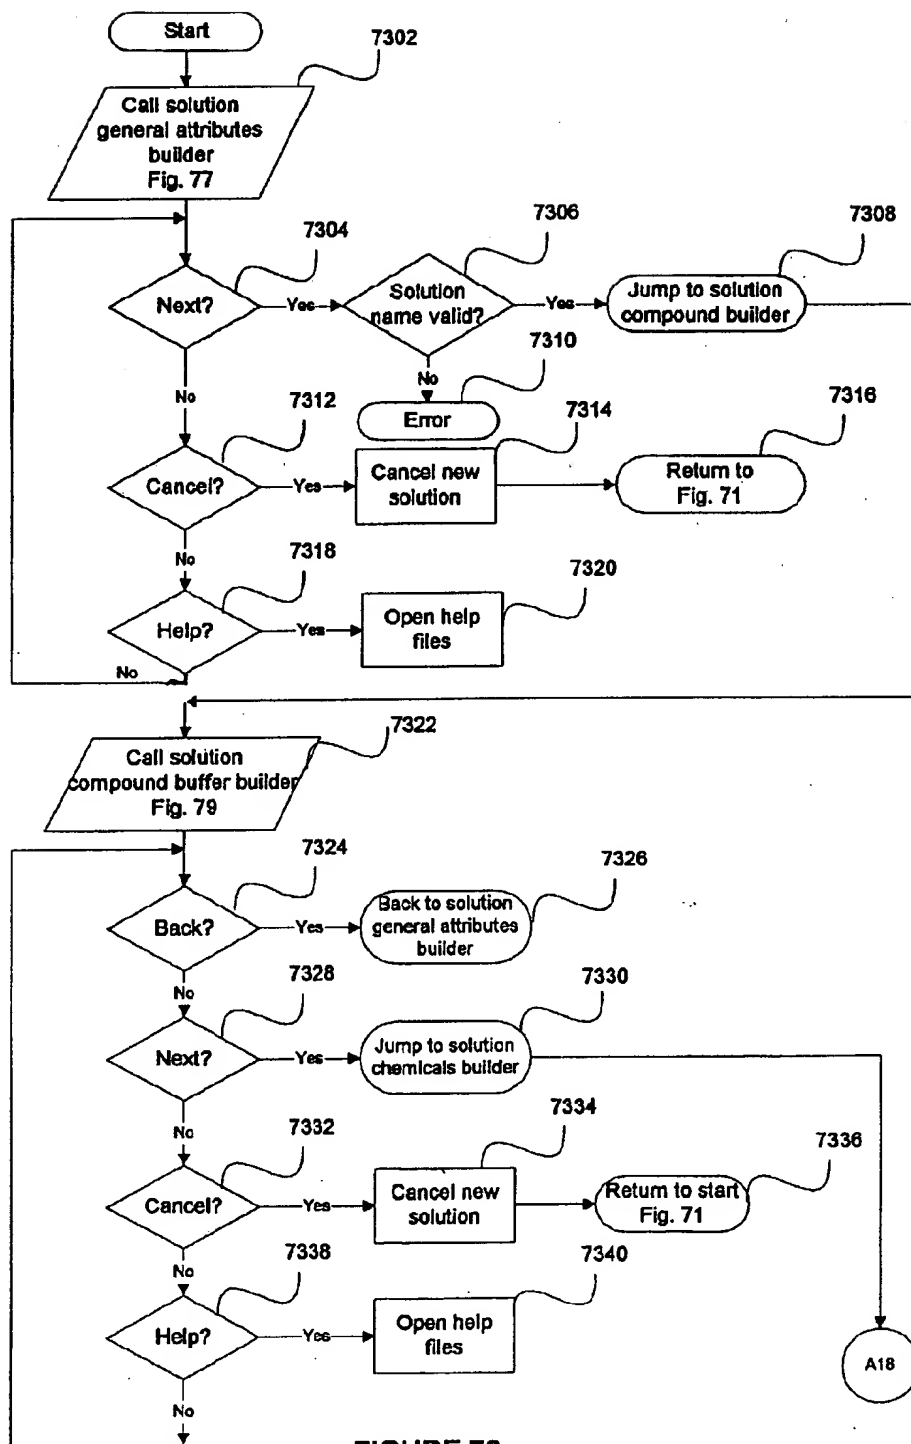 Start
7302
Call solution
general attributes
builder
Fig. 77
7304
7306
7308
Next?
Yes
Solution
name valid?
Yes
Jump to solution
compound builder
No
No
7310
Error
7312
7314
7316
Cancel?
Yes
Cancel new
solution
Return to
Fig. 71
No
7318
7320
Help?
Yes
Open help
files
No
7322
Call solution
compound buffer builder
Fig. 79
7324
7326
Back?
Yes
Back to solution
general attributes
builder
No
7328
7330
Next?
Yes
Jump to solution
chemicals builder
No
7332
7334
7336
Cancel?
Yes
Cancel new
solution
Return to start
Fig. 71
No
7338
7340
Help?
Yes
Open help
files
A18
No